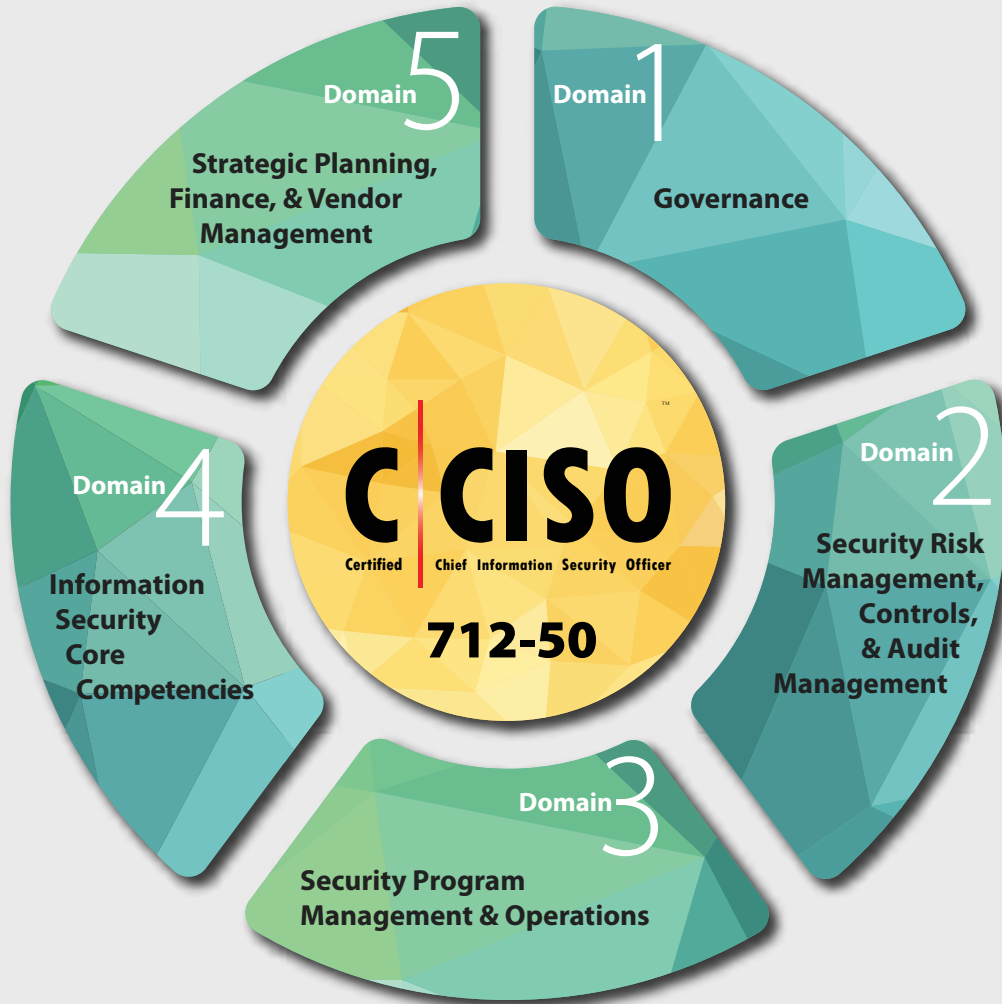 Domain 5
Strategic Planning,
Finance, & Vendor
Management
Domain 1
Governance
Domain 2
Security Risk
Management,
Controls,
& Audit
Management
Domain 3
Security Program
Management & Operations
Domain 4
Information
Security
Core
Competencies
TM
C|CISO
Certified Chief Information Security Officer
712-50